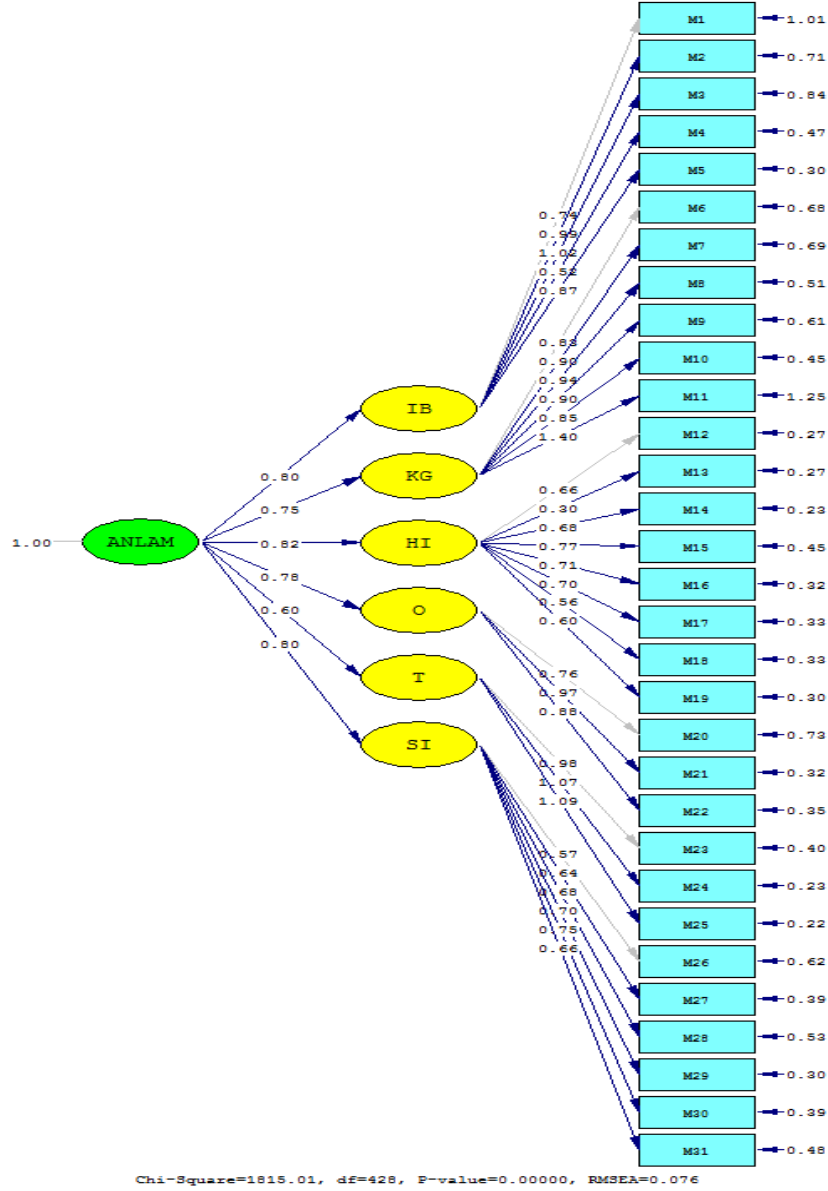 M1 1.01
M2 0.71
M3 0.84
M4 0.47
M5 0.30
M6 0.68
M7 0.69
M8 0.51
M9 0.61
M10 0.45
M11 1.25
M12 0.27
M13 0.27
M14 0.23
M15 0.45
M16 0.32
M17 0.33
M18 0.33
M19 0.30
M20 0.73
M21 0.32
M22 0.35
M23 0.40
M24 0.23
M25 0.22
M26 0.62
M27 0.39
M28 0.53
M29 0.30
M30 0.39
M31 0.48
0.74
0.99
1.02
0.52
0.87
0.83
0.90
0.94
0.90
0.85
1.40
0.66
0.30
0.68
0.77
0.71
0.70
0.56
0.60
0.76
0.97
0.88
0.98
1.07
1.09
0.57
0.64
0.68
0.70
0.75
0.66
IB
KG
HI
O
T
SI
0.80
0.75
0.82
0.78
0.60
0.80
1.00 ANLAM
Chi-Square=1815.01, df=428, P-value=0.00000, RMSEA=0.076